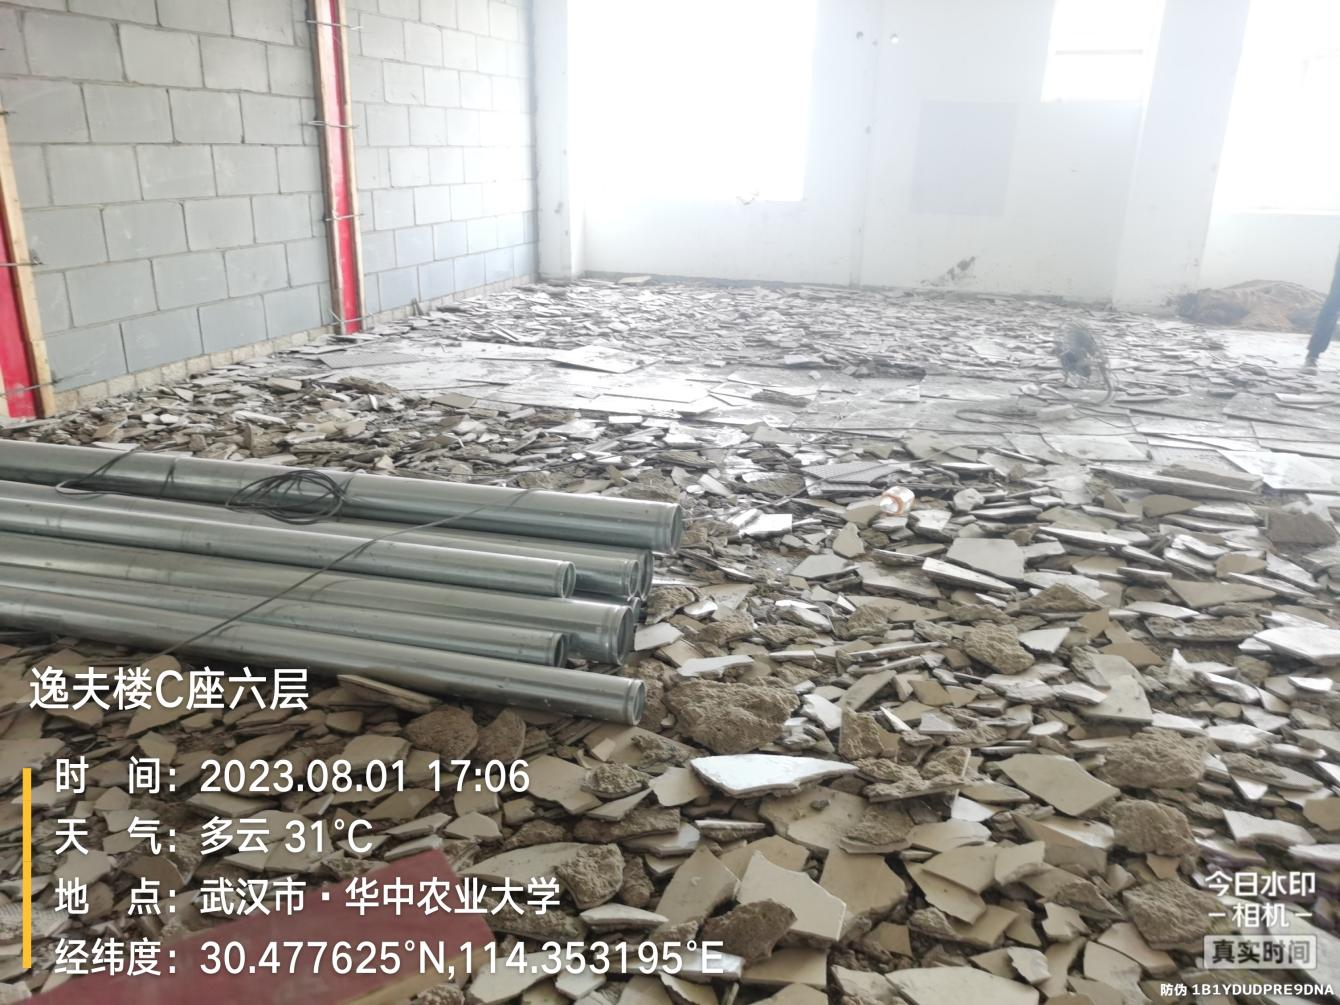 逸夫楼C座六层
时 间：2023.08.01 17:06
天 气：多云 31℃
地 点：武汉市·华中农业大学
经纬度：30.477625°N,114.353195°E
今日水印
-相机-
真实时间
防伪 1B1YDUDPRE9DNA